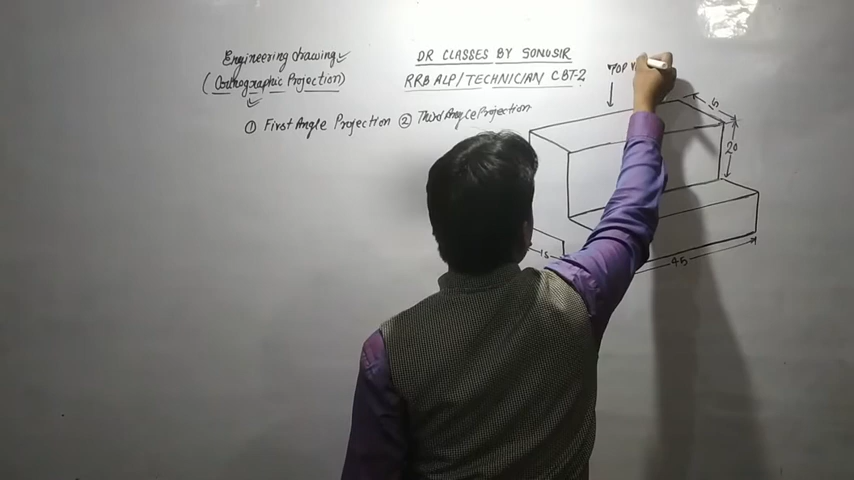 Engineering drawing
(Orthographic Projection)
DR CLASSES BY SONUSIR
RRB ALP/TECHNICIAN CBT-2
① First Angle Projection ② Third Angle Projection
TOP V
15
20
15
45